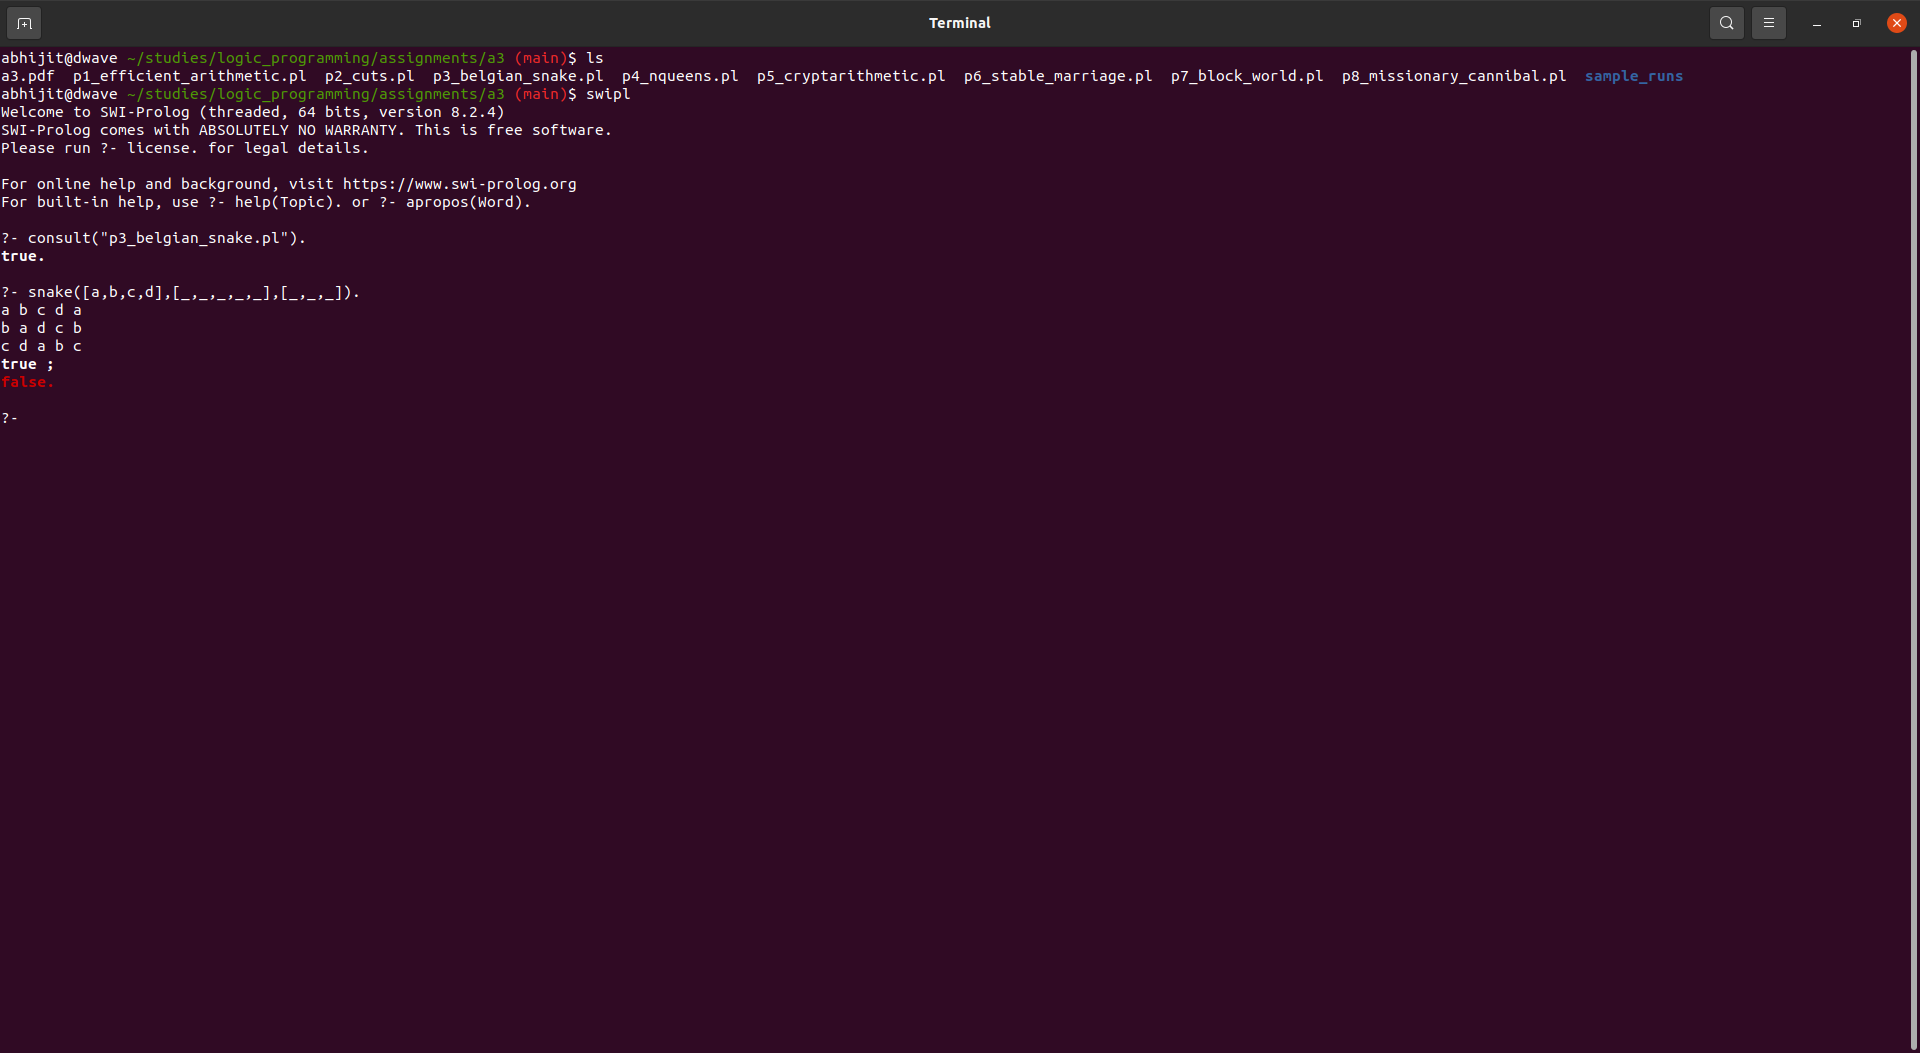 Terminal
abhijit@dwave ~/studies/logic_programming/assignments/a3 (main)$ ls
a3.pdf  p1_efficient_arithmetic.pl  p2_cuts.pl  p3_belgian_snake.pl  p4_nqueens.pl  p5_cryptarithmetic.pl  p6_stable_marriage.pl  p7_block_world.pl  p8_missionary_cannibal.pl  sample_runs
abhijit@dwave ~/studies/logic_programming/assignments/a3 (main)$ swipl
Welcome to SWI-Prolog (threaded, 64 bits, version 8.2.4)
SWI-Prolog comes with ABSOLUTELY NO WARRANTY. This is free software.
Please run ?- license. for legal details.

For online help and background, visit https://www.swi-prolog.org
For built-in help, use ?- help(Topic). or ?- apropos(Word).

?- consult("p3_belgian_snake.pl").
true.

?- snake([a,b,c,d],[_,_,_,_,_],[_,_,_]).
a b c d a
b a d c b
c d a b c
true ;
false.

?-